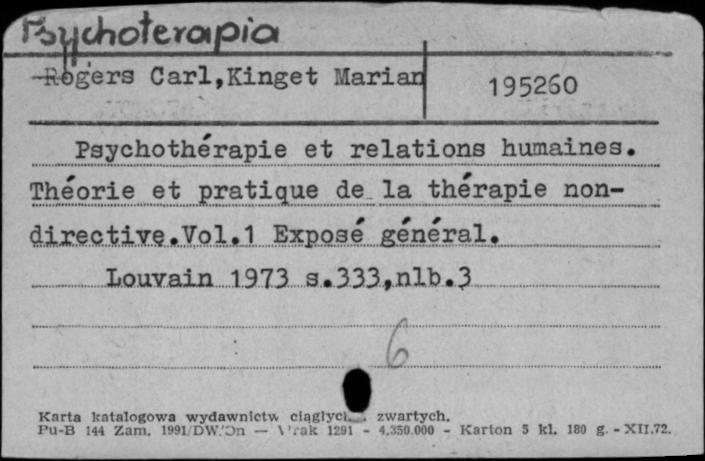 Psychoterapia
Rogers Carl,Kinget Marian 195260
Psychothérapie et relations humaines.
Théorie et pratique de la thérapie non-
directive.Vol.1 Exposé général.
Louvain 1973 s.333,nlb.3
6
Karta katalogowa wydawnictw zwartych.
Pu-B 144 Zam. 1991/DW/ — 1291 - 4.350.000 - Karton 5 kl. 180 g. - XII.72.